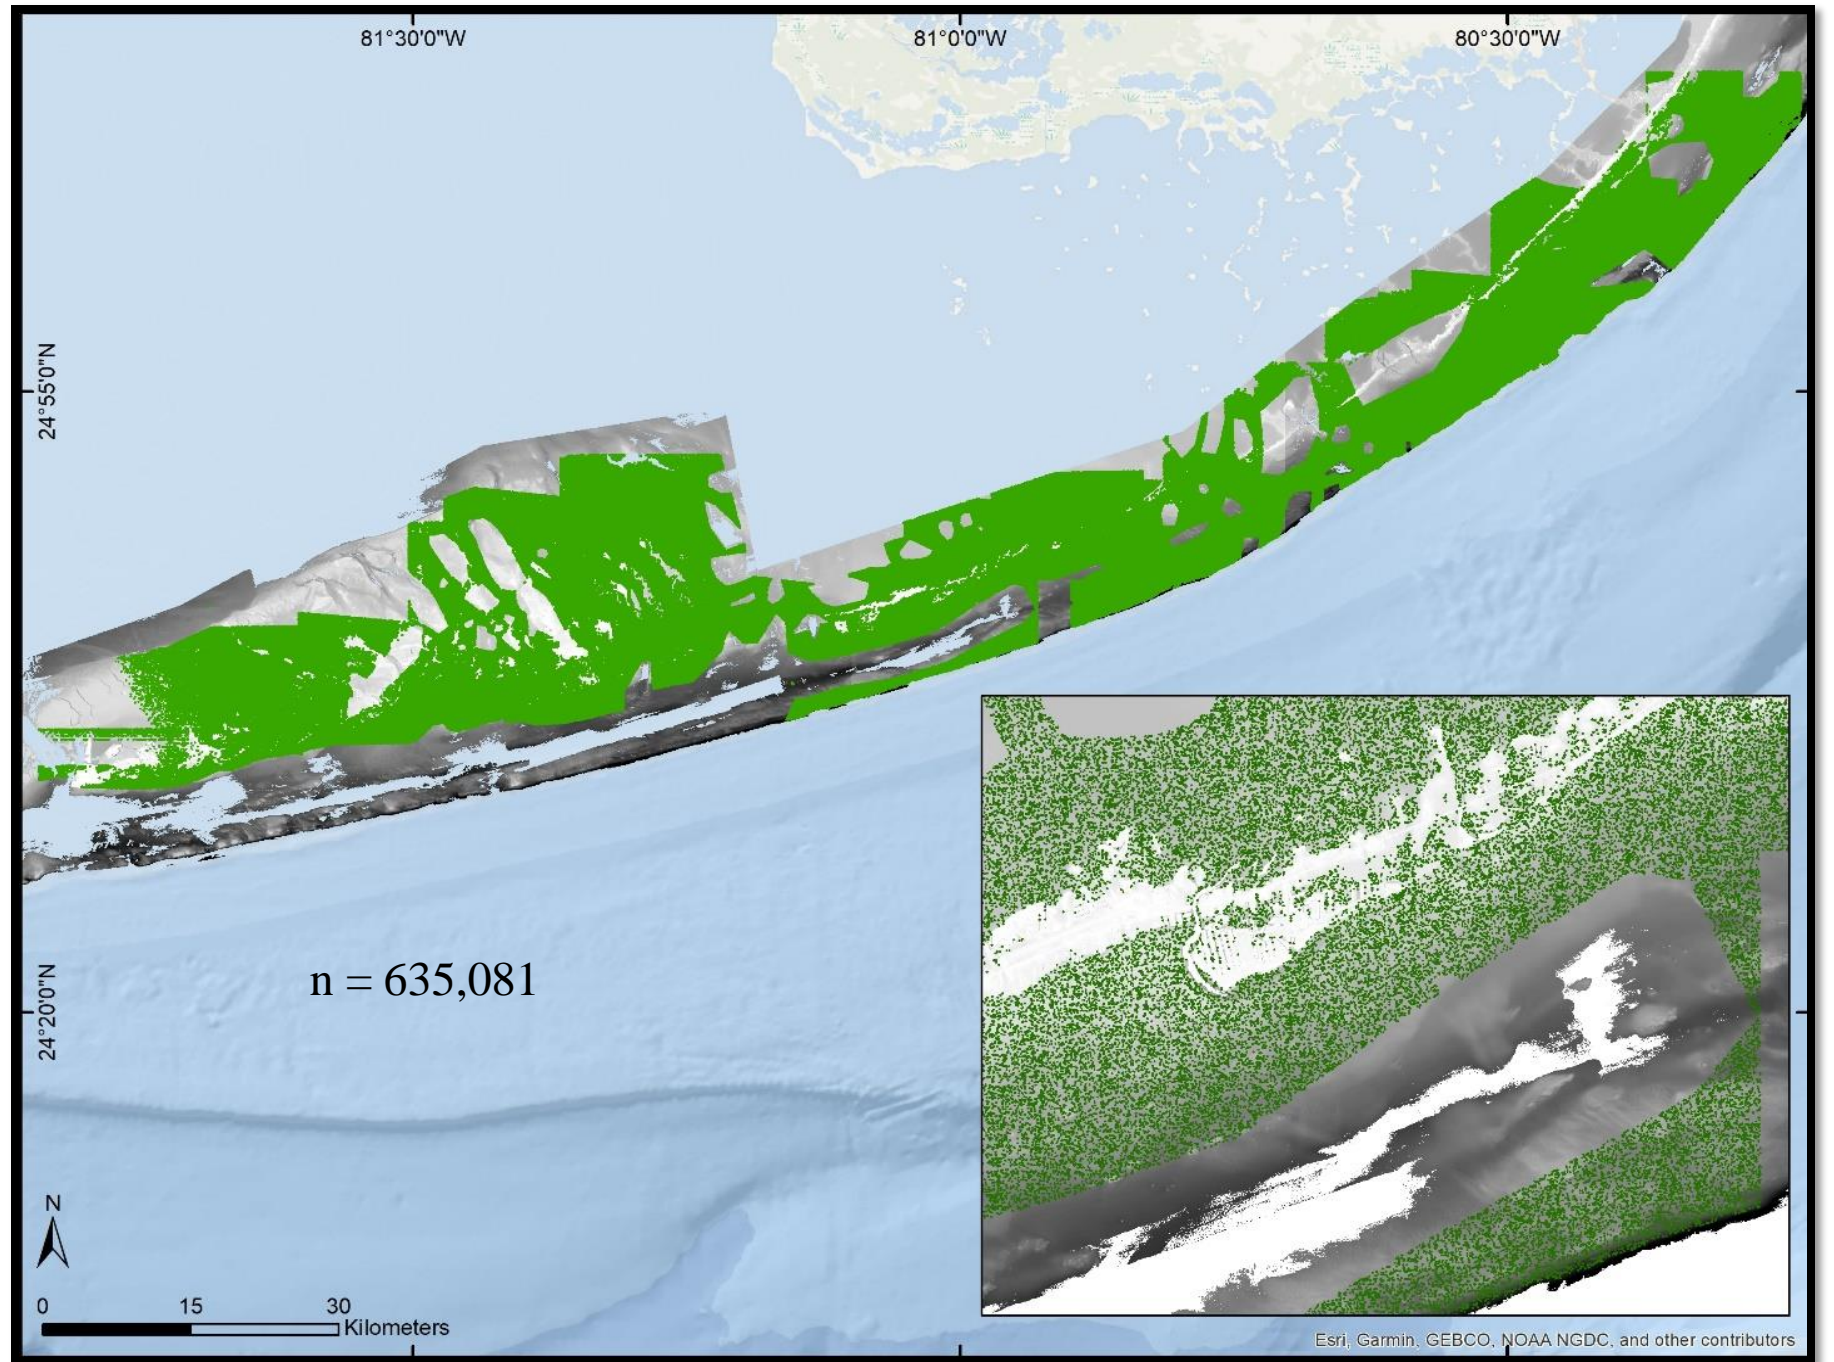 81°30'0"W
81°0'0"W
80°30'0"W
24°55'0"N
24°20'0"N
n = 635,081
N
0 15 30
Kilometers
Esri, Garmin, GEBCO, NOAA NGDC, and other contributors